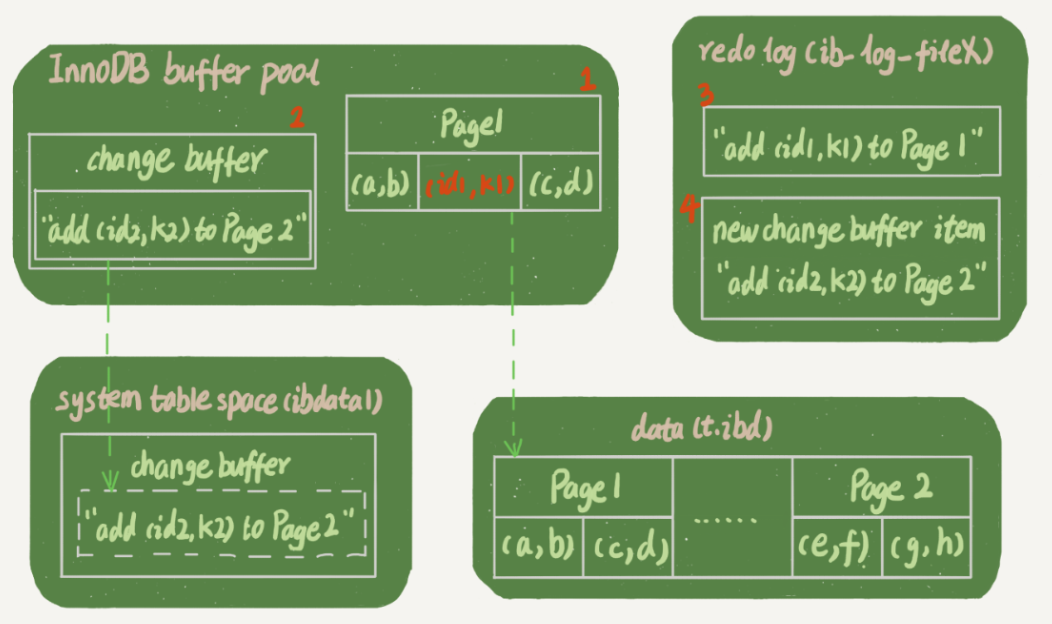 InnoDB buffer pool
2
change buffer
"add (id2,k2) to Page 2"
1
Page1
(a,b) (id1,k1) (c,d)
redo log (ib-log-fileX)
3
"add (id1,k1) to Page 1"
4
new change buffer item
"add (id2,k2) to Page 2"
system table space (ibdata1)
change buffer
"add (id2,k2) to Page 2"
data (t.ibd)
Page1 ...... Page 2
(a,b) (c,d) (e,f) (g,h)